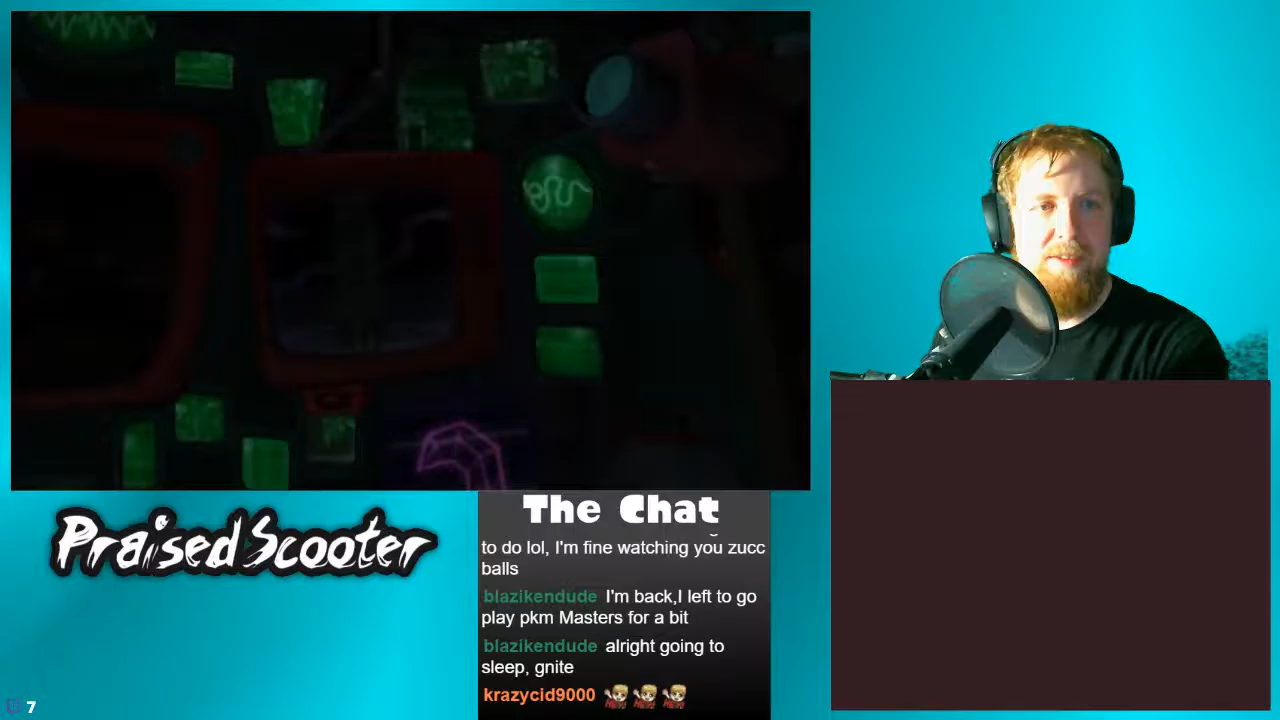 PraisedScooter
The Chat
to do lol, I'm fine watching you zucc
balls
blazikendude I'm back,I left to go
play pkm Masters for a bit
blazikendude alright going to
sleep, gnite
krazycid9000
7